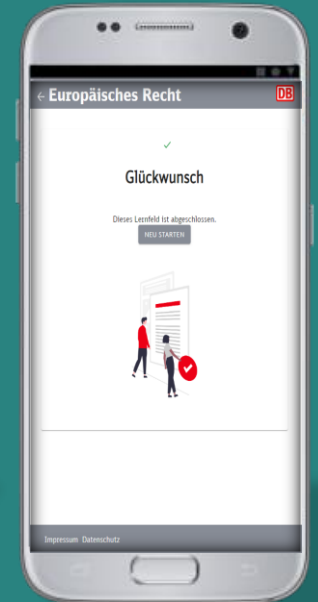 ← Europäisches Recht DB
✓
Glückwunsch
Dieses Lernfeld ist abgeschlossen.
NEU STARTEN
Impressum Datenschutz